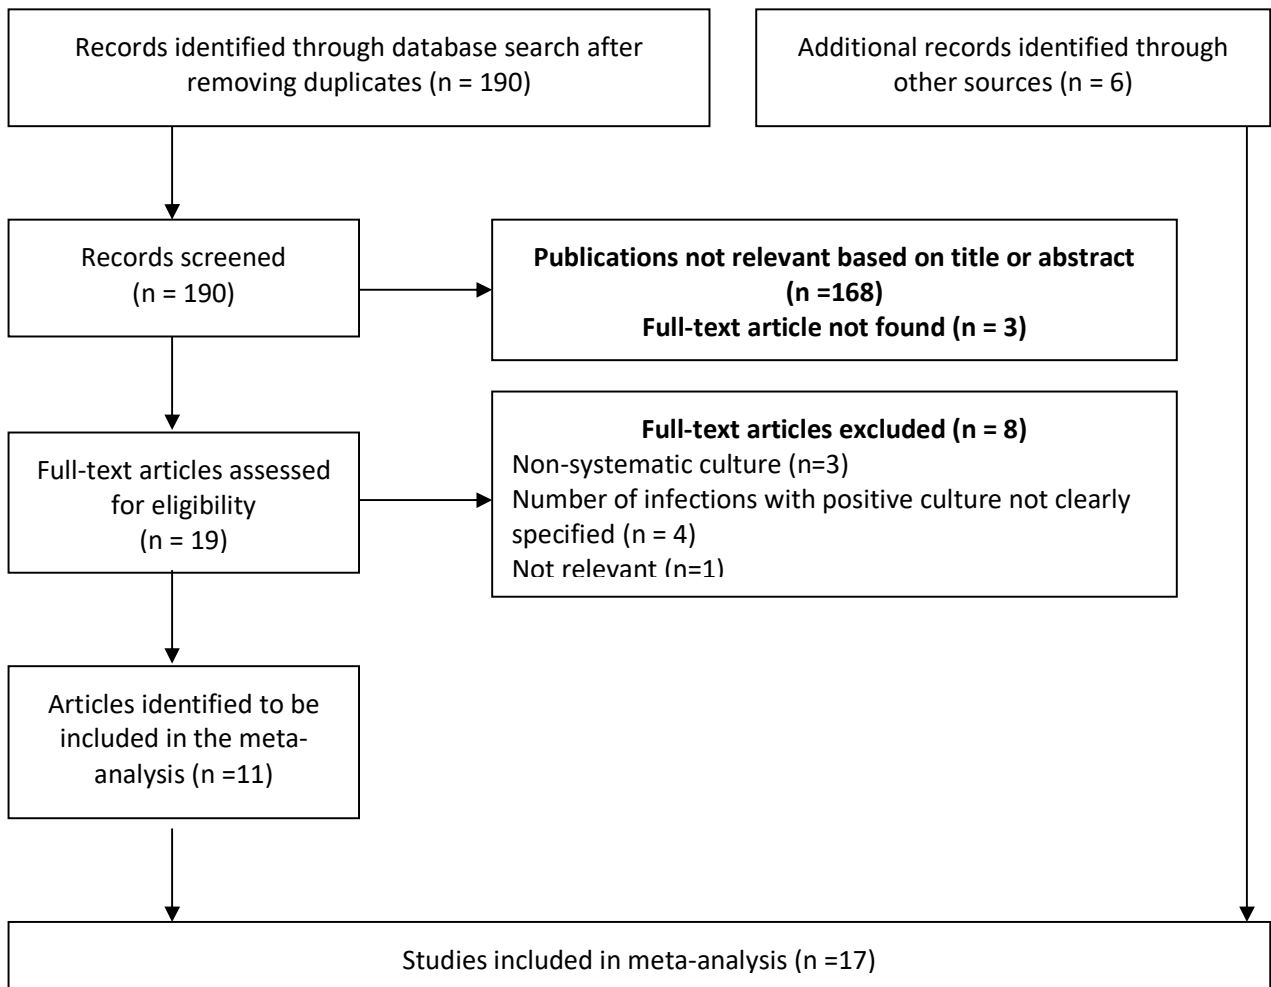 Records identified through database search after
removing duplicates (n = 190)
Additional records identified through
other sources (n = 6)
Records screened
(n = 190)
Publications not relevant based on title or abstract
(n =168)
Full-text article not found (n = 3)
Full-text articles assessed
for eligibility
(n = 19)
Full-text articles excluded (n = 8)
Non-systematic culture (n=3)
Number of infections with positive culture not clearly
specified (n = 4)
Not relevant (n=1)
Articles identified to be
included in the meta-
analysis (n =11)
Studies included in meta-analysis (n =17)